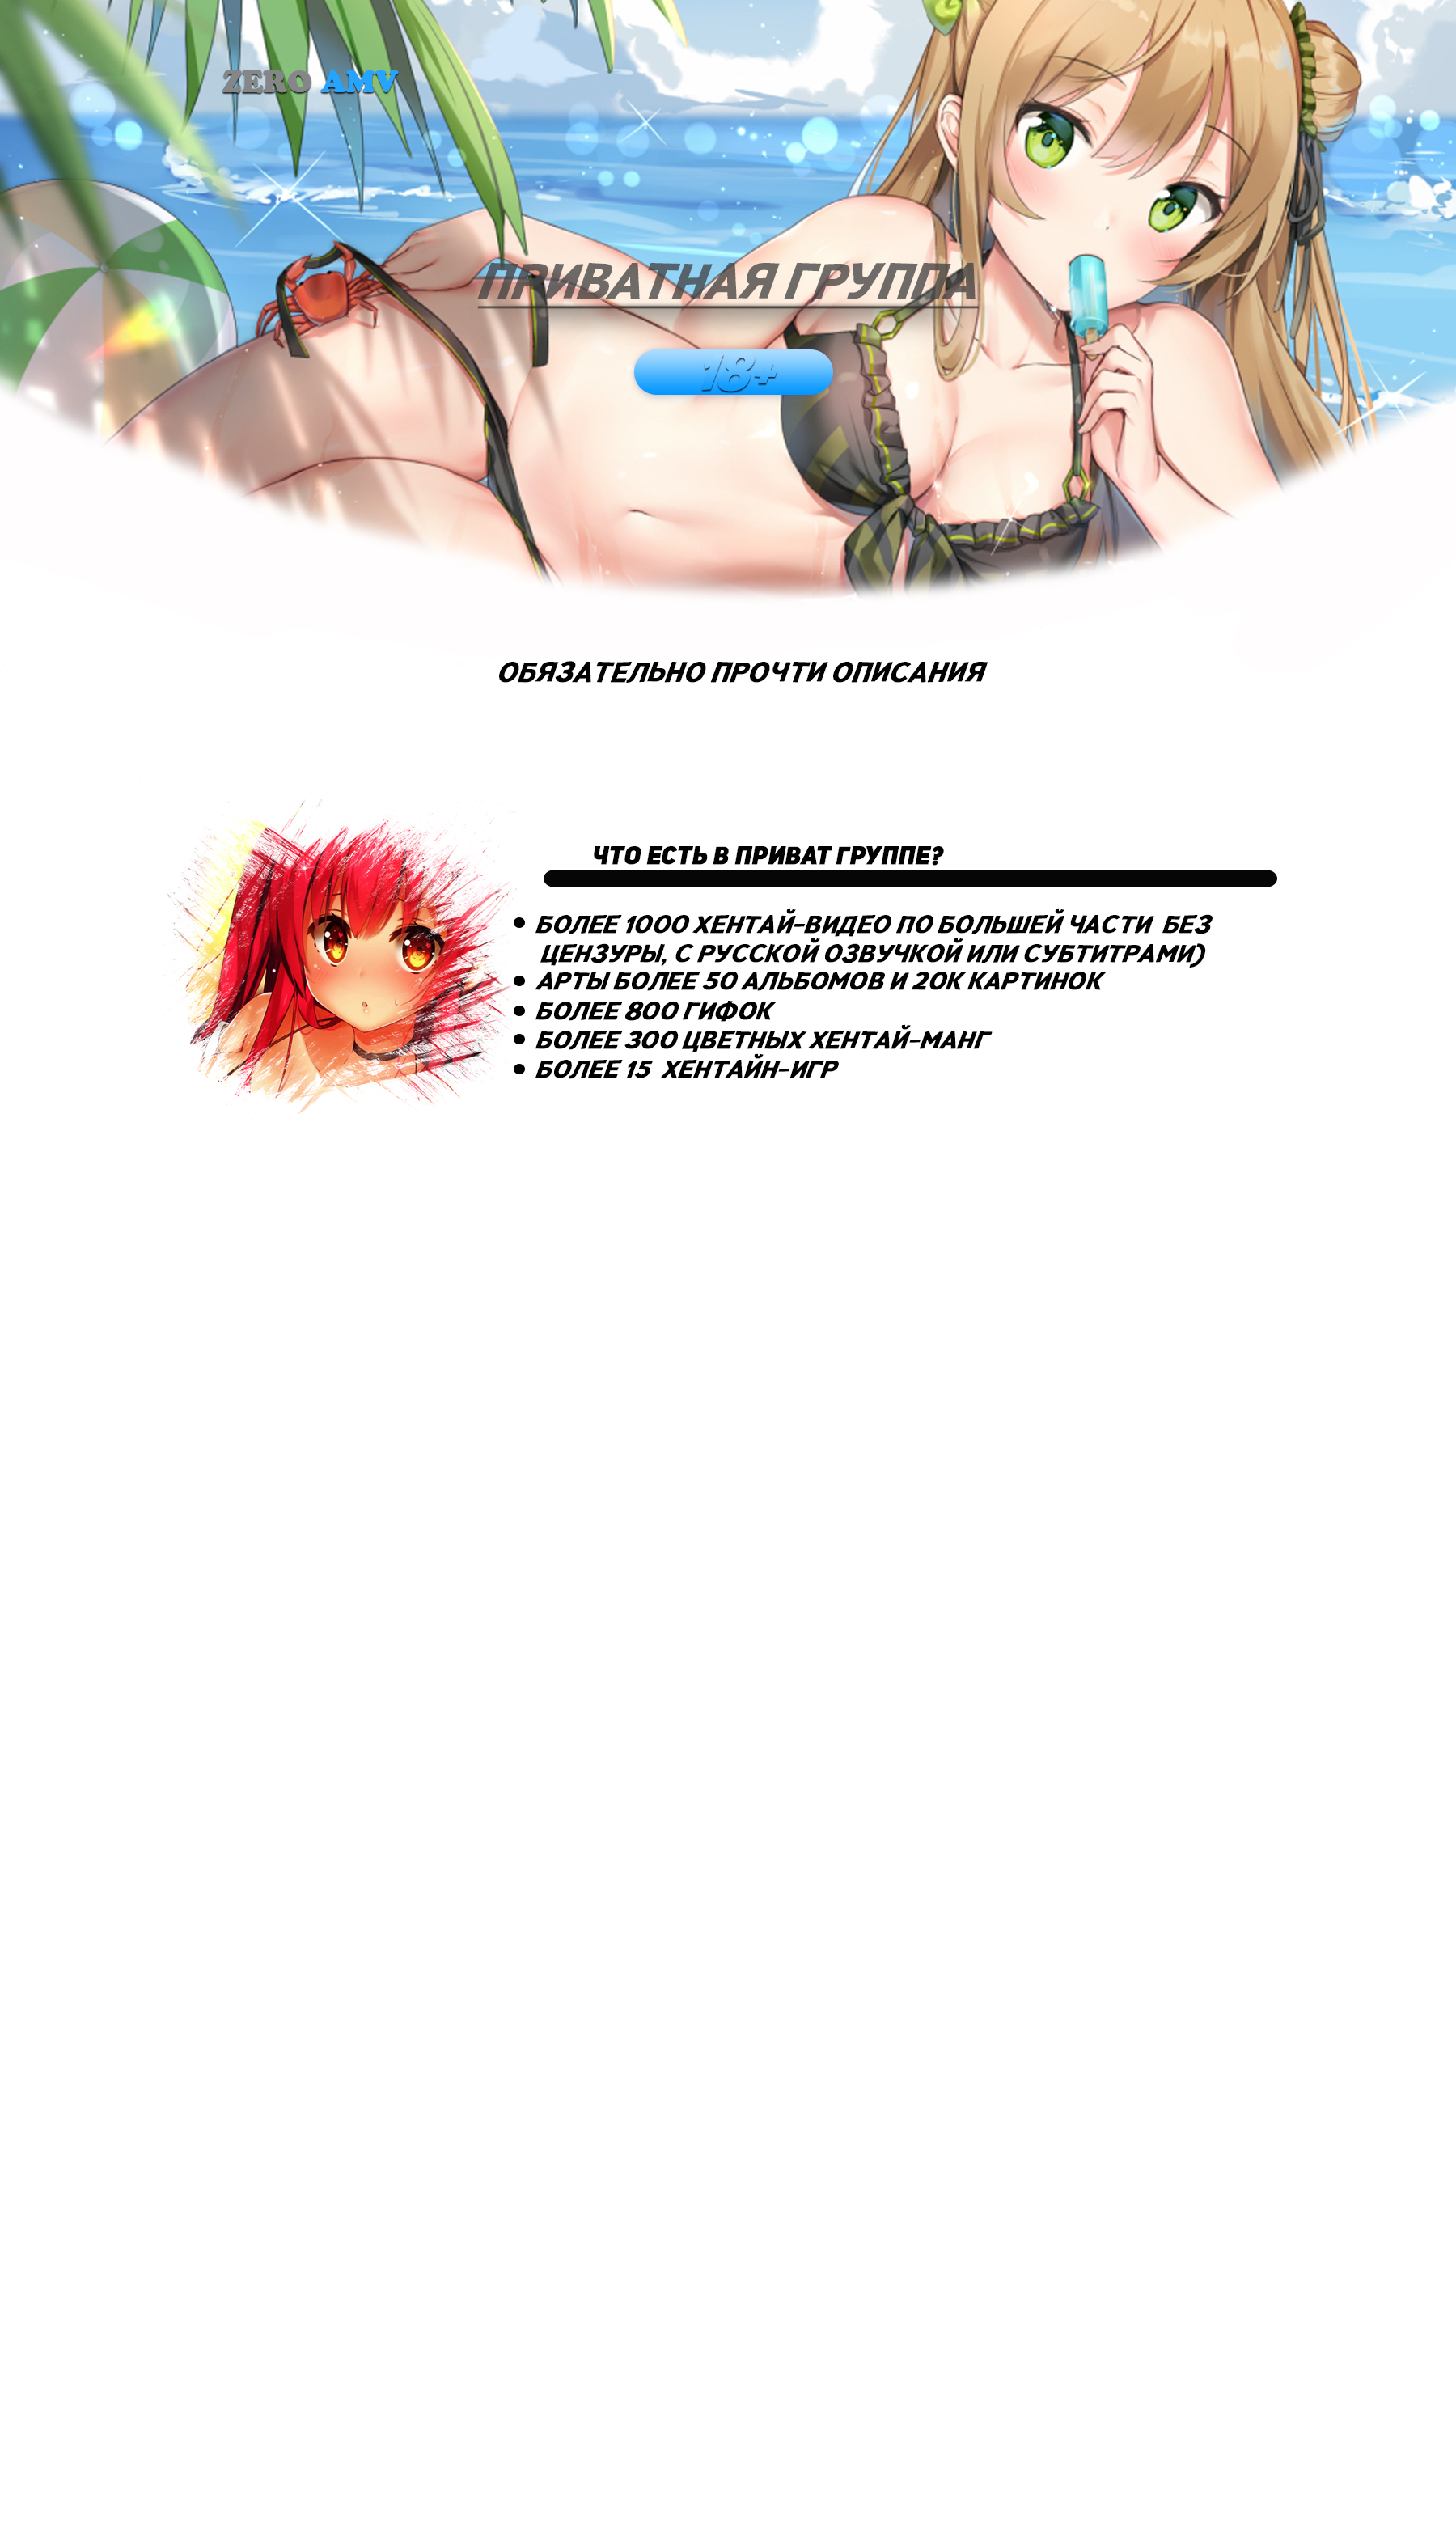 ZERO AMV
ПРИВАТНАЯ ГРУППА
18+
ОБЯЗАТЕЛЬНО ПРОЧТИ ОПИСАНИЯ
ЧТО ЕСТЬ В ПРИВАТ ГРУППЕ?
• БОЛЕЕ 1000 ХЕНТАЙ-ВИДЕО ПО БОЛЬШЕЙ ЧАСТИ БЕЗ
ЦЕНЗУРЫ, С РУССКОЙ ОЗВУЧКОЙ ИЛИ СУБТИТРАМИ)
• АРТЫ БОЛЕЕ 50 АЛЬБОМОВ И 20К КАРТИНОК
• БОЛЕЕ 800 ГИФОК
• БОЛЕЕ 300 ЦВЕТНЫХ ХЕНТАЙ-МАНГ
• БОЛЕЕ 15 ХЕНТАЙН-ИГР